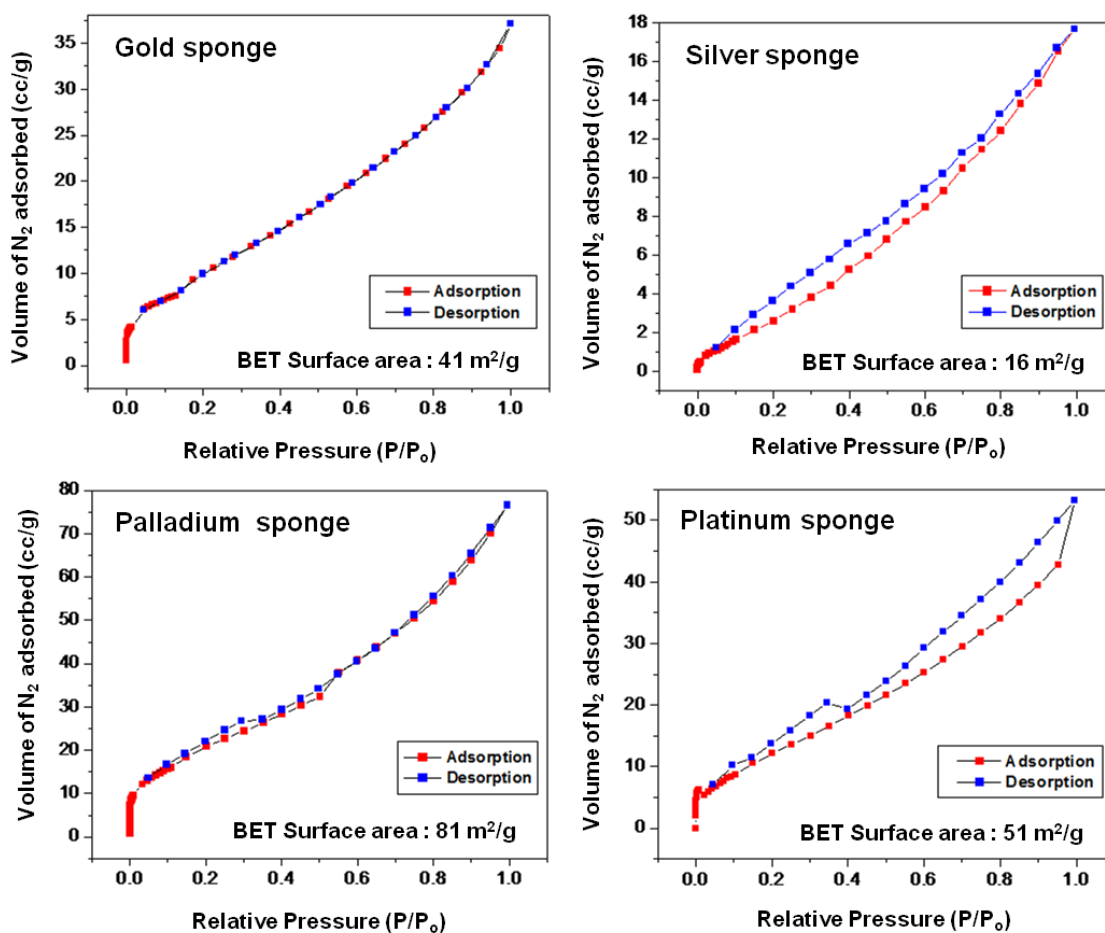 Gold sponge
Volume of N2 adsorbed (cc/g)
35
30
25
20
15
10
5
0
Adsorption
Desorption
BET Surface area : 41 m2/g
0.0 0.2 0.4 0.6 0.8 1.0
Relative Pressure (P/Po)
Silver sponge
Volume of N2 adsorbed (cc/g)
18
16
14
12
10
8
6
4
2
0
Adsorption
Desorption
BET Surface area : 16 m2/g
0.0 0.2 0.4 0.6 0.8 1.0
Relative Pressure (P/Po)
Palladium sponge
Volume of N2 adsorbed (cc/g)
80
70
60
50
40
30
20
10
0
Adsorption
Desorption
BET Surface area : 81 m2/g
0.0 0.2 0.4 0.6 0.8 1.0
Relative Pressure (P/Po)
Platinum sponge
Volume of N2 adsorbed (cc/g)
50
40
30
20
10
0
Adsorption
Desorption
BET Surface area : 51 m2/g
0.0 0.2 0.4 0.6 0.8 1.0
Relative Pressure (P/Po)